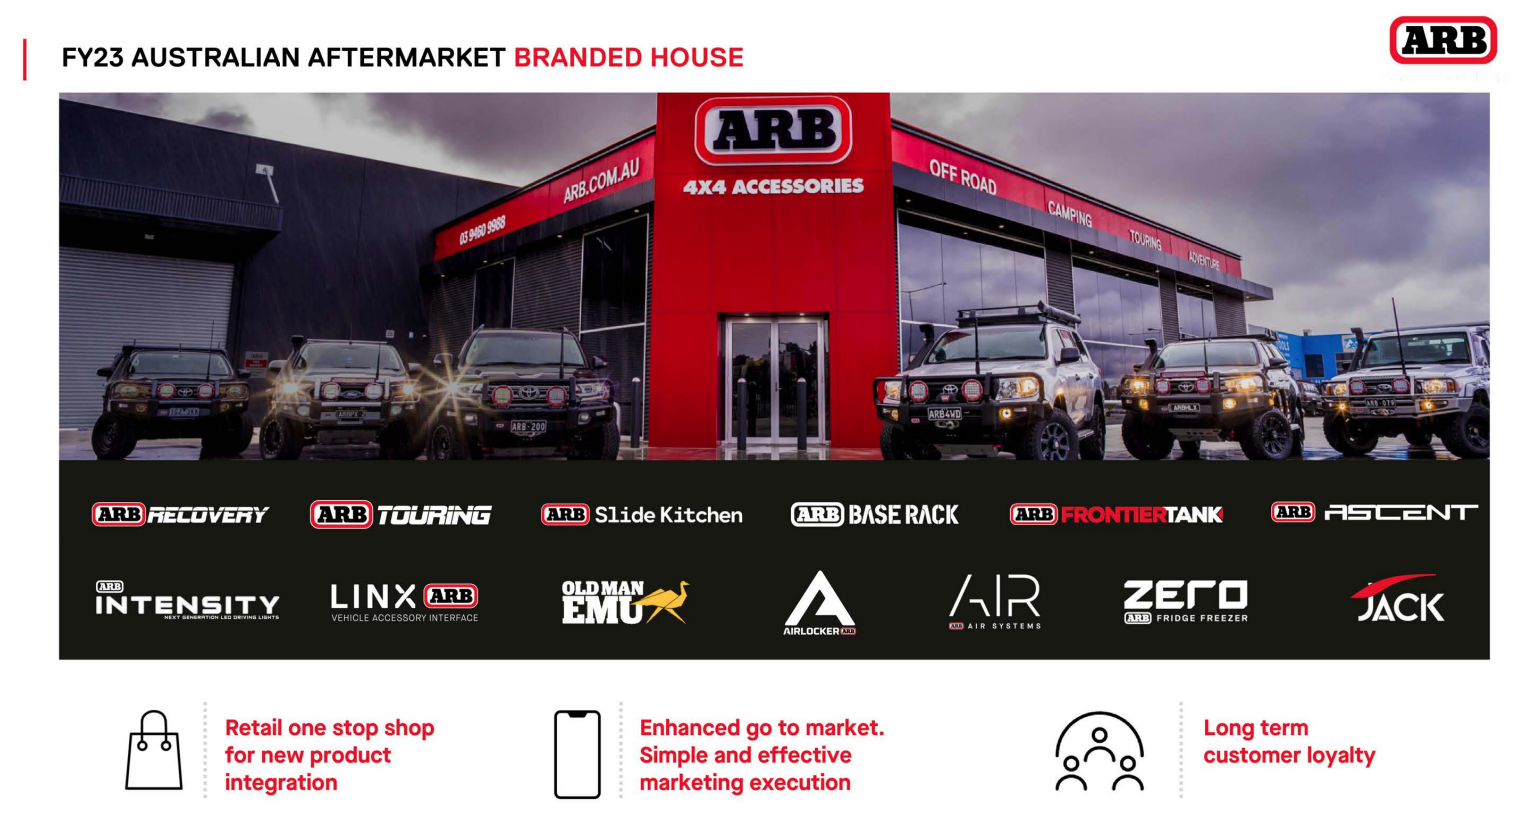 FY23 AUSTRALIAN AFTERMARKET BRANDED HOUSE
ARB
ARB
4X4 ACCESSORIES
03 9460 9988
ARB.COM.AU
OFF ROAD
CAMPING
TOURING
ADVENTURE
ARB-200
ARB4WD
ARBHLX
ARB-079
ARB RECOVERY
ARB TOURING
ARB Slide Kitchen
ARB BASE RACK
ARB FRONTIERTANK
ARB ASCENT
ARB
INTENSITY
NEXT GENERATION LED DRIVING LIGHTS
LINX ARB
VEHICLE ACCESSORY INTERFACE
OLD MAN
EMU
AIRLOCKER ARB
AIR
ARB AIR SYSTEMS
ZERO
ARB FRIDGE FREEZER
JACK
Retail one stop shop
for new product
integration
Enhanced go to market.
Simple and effective
marketing execution
Long term
customer loyalty